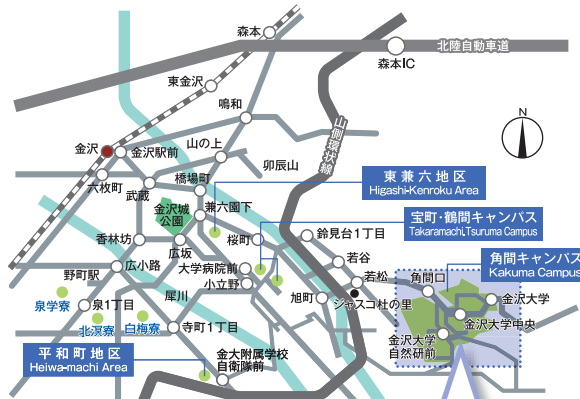 森本
北陸自動車道
森本IC
東金沢
鳴和
山側環状線
N
金沢
金沢駅前
山の上
卯辰山
六枚町
武蔵
橋場町
東兼六地区
Higashi-Kenroku Area
金沢城
公園
兼六園下
宝町・鶴間キャンパス
Takaramachi,Tsuruma Campus
香林坊
広坂
桜町
鈴見台1丁目
角間キャンパス
Kakuma Campus
野町駅
広小路
大学病院前
小立野
若谷
若松
角間口
泉学寮
泉1丁目
犀川
旭町
ジャスコ杜の里
金沢大学
金沢大学中央
北溟寮
白梅寮
寺町1丁目
金沢大学
自然研前
平和町地区
Heiwa-machi Area
金大附属学校
自衛隊前